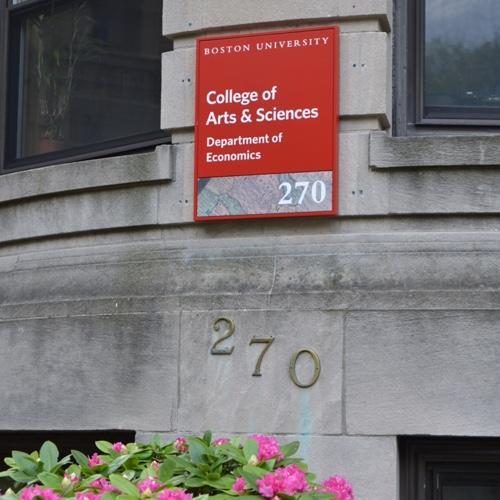 BOSTON UNIVERSITY
College of
Arts & Sciences
Department of
Economics
270
270